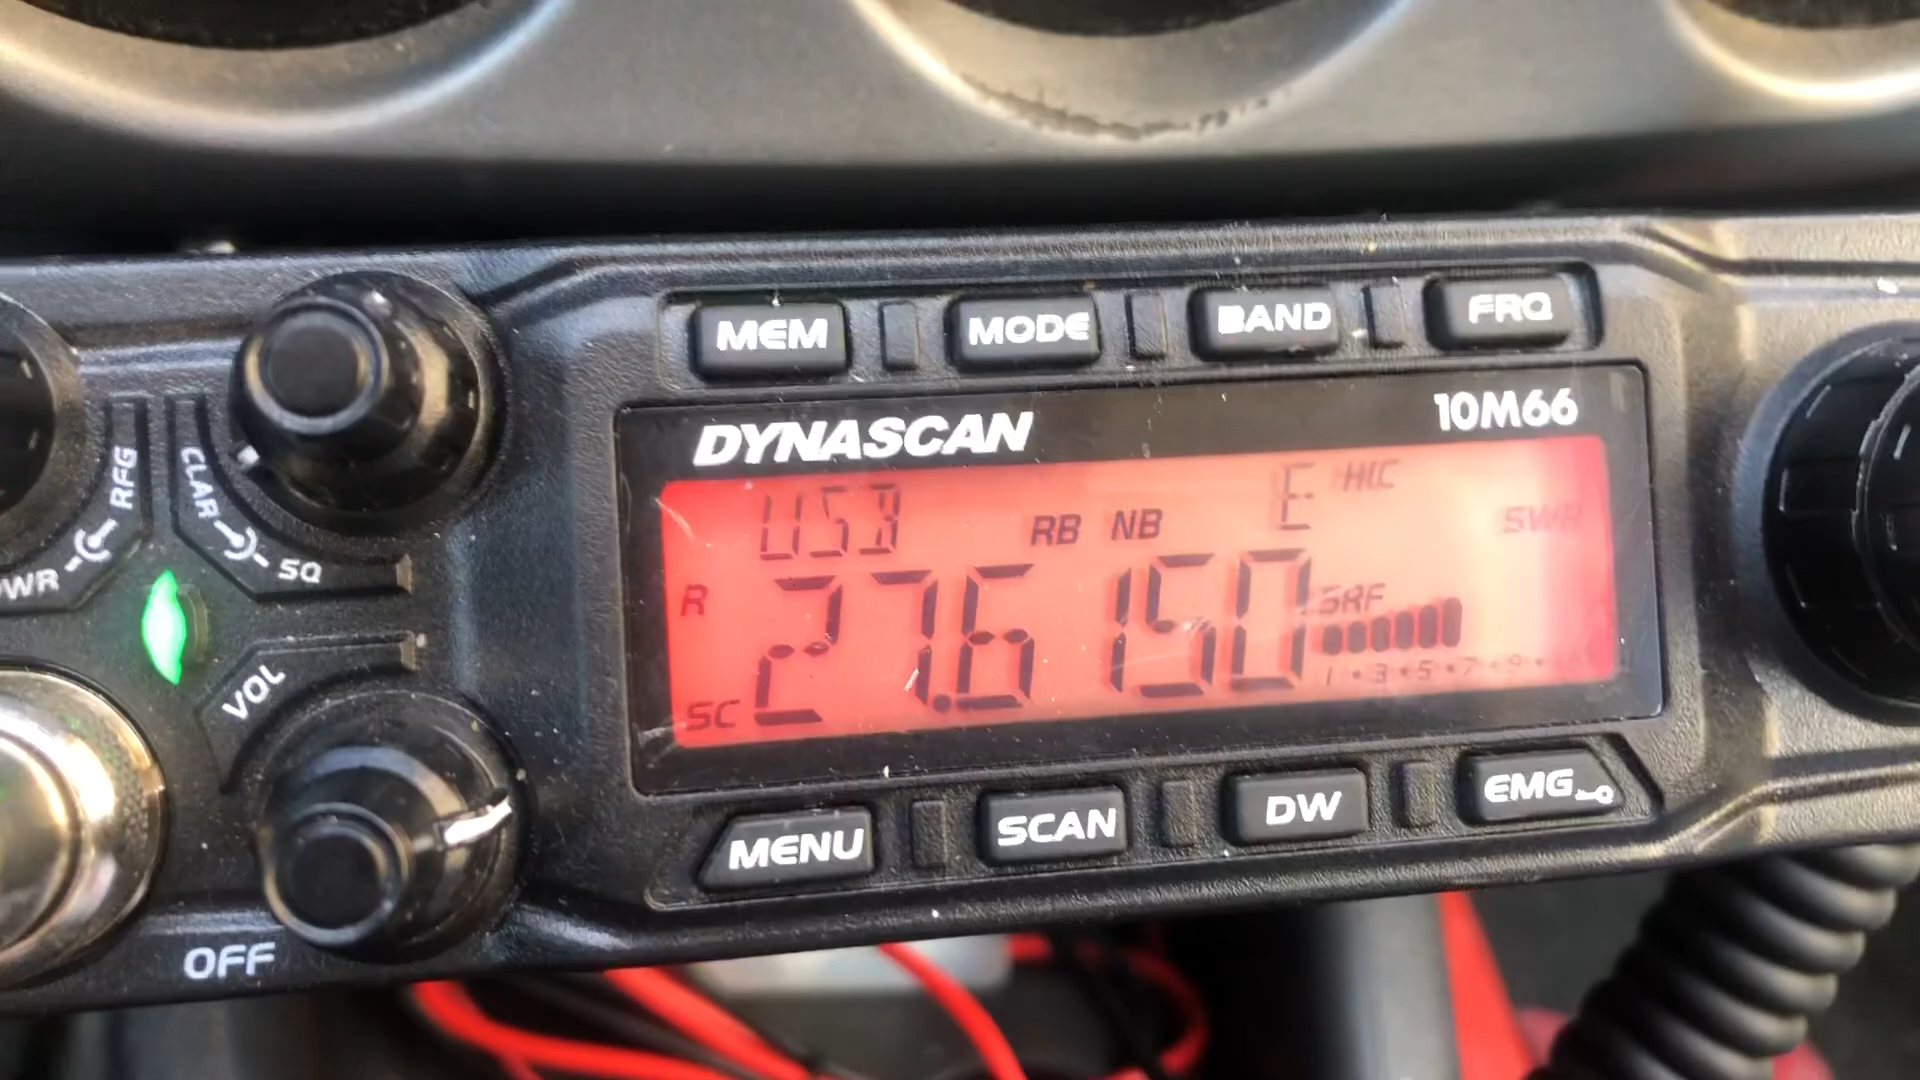 MEM MODE BAND FRQ
DYNASCAN 10M66
USB RB NB E HIC
SWR
R 27.6150 SRF
SC 1•3•5•7•9•
RFG CLAR
PWR SQ
VOL
MENU SCAN DW EMG
OFF